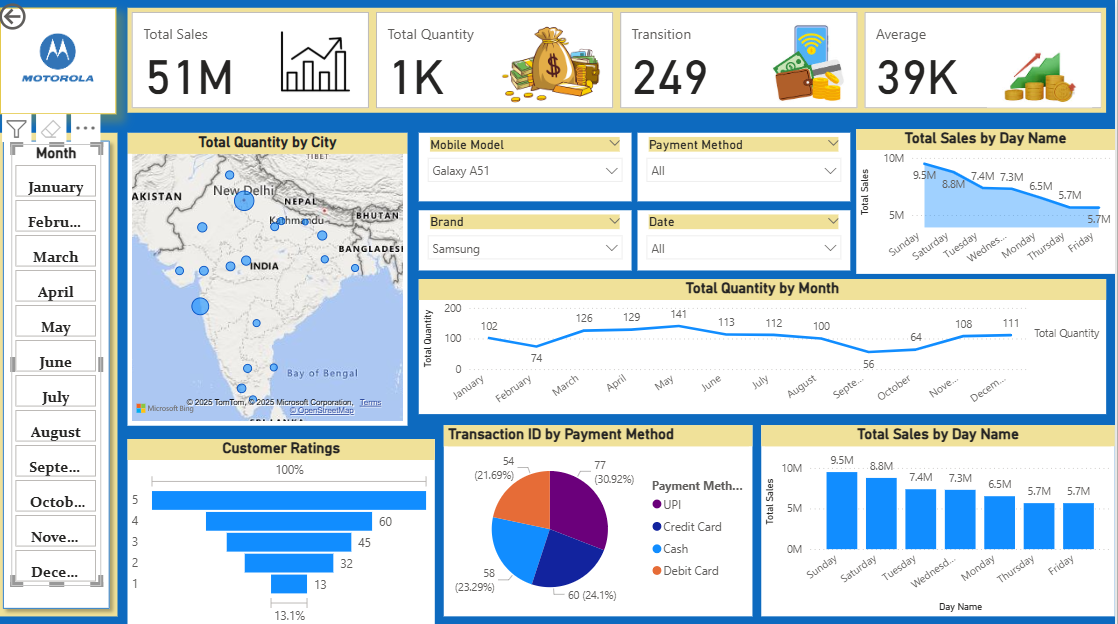 MOTOROLA
Total Sales
51M
Total Quantity
1K
Transition
249
Average
39K
Month
January
Febru...
March
April
May
June
July
August
Septe...
Octob...
Nove...
Dece...
Total Quantity by City
TIBET
AKISTAN
New Delhi
NEPAL
Kathmandu
BHUTAN
BANGLADES
INDIA
Bay of Bengal
© 2025 TomTom, © 2025 Microsoft Corporation, Terms
Microsoft Bing
© OpenStreetMap
SRI LANKA
Mobile Model
Galaxy A51
Payment Method
All
Brand
Samsung
Date
All
Total Sales by Day Name
Total Sales
10M
5M
9.5M
8.8M
7.4M
7.3M
6.5M
5.7M
5.7M
Sunday
Saturday
Tuesday
Wednes...
Monday
Thursday
Friday
Total Quantity by Month
Total Quantity
200
100
0
102
74
126
129
141
113
112
100
56
64
108
111
January
February
March
April
May
June
July
August
Septe...
October
Nove...
Decem...
Total Quantity
Customer Ratings
100%
5
4
60
3
45
2
32
1
13
13.1%
Transaction ID by Payment Method
54
(21.69%)
77
(30.92%)
58
(23.29%)
60 (24.1%)
Payment Meth...
UPI
Credit Card
Cash
Debit Card
Total Sales by Day Name
Total Sales
10M
5M
0M
9.5M
8.8M
7.4M
7.3M
6.5M
5.7M
5.7M
Sunday
Saturday
Tuesday
Wednesd...
Monday
Thursday
Friday
Day Name